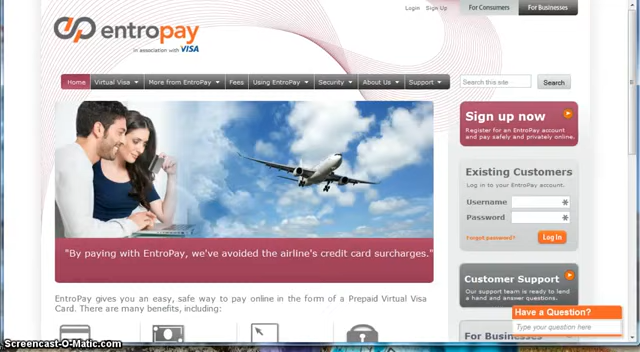 Login Sign Up For Consumers For Businesses
entropay
in association with VISA
Home Virtual Visa More from EntroPay Fees Using EntroPay Security About Us Support Search this site Search
Sign up now
Register for an EntroPay account
and pay safely and privately online.
Existing Customers
Log in to your EntroPay account.
Username
Password
Forgot password? Log In
"By paying with EntroPay, we've avoided the airline's credit card surcharges."
Customer Support
Our support team is ready to lend
a hand and answer questions.
EntroPay gives you an easy, safe way to pay online in the form of a Prepaid Virtual Visa
Card. There are many benefits, including:
Have a Question?
Type your question here
For Businesses
Screencast-O-Matic.com